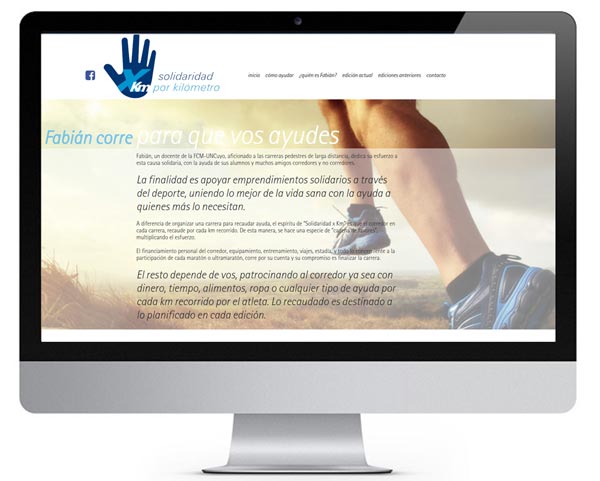 solidaridad
x Km por kilómetro
inicio cómo ayudar ¿quién es Fabián? edición actual ediciones anteriores contacto
Fabián corre para que vos ayudes
Fabián, un docente de la FCM-UNCuyo, aficionado a las carreras pedestres de larga distancia, dedica su esfuerzo a
esta causa solidaria, con la ayuda de sus alumnos y muchos amigos corredores y no corredores.
La finalidad es apoyar emprendimientos solidarios a través
del deporte, uniendo lo mejor de la vida sana con la ayuda a
quienes más lo necesitan.
A diferencia de organizar una carrera para recaudar ayuda, el espíritu de "Solidaridad x Km" es que el corredor en
cada carrera, recaude por cada km recorrido. De esta manera, se hace una especie de "cadena de favores",
multiplicando el esfuerzo.
El financiamiento personal del corredor, equipamiento, entrenamiento, viajes, estadía, y todo lo concerniente a la
participación de cada maratón o ultramaratón, corre por su cuenta y su compromiso es finalizar la carrera.
El resto depende de vos, patrocinando al corredor ya sea con
dinero, tiempo, alimentos, ropa o cualquier tipo de ayuda por
cada km recorrido por el atleta. Lo recaudado es destinado a
lo planificado en cada edición.